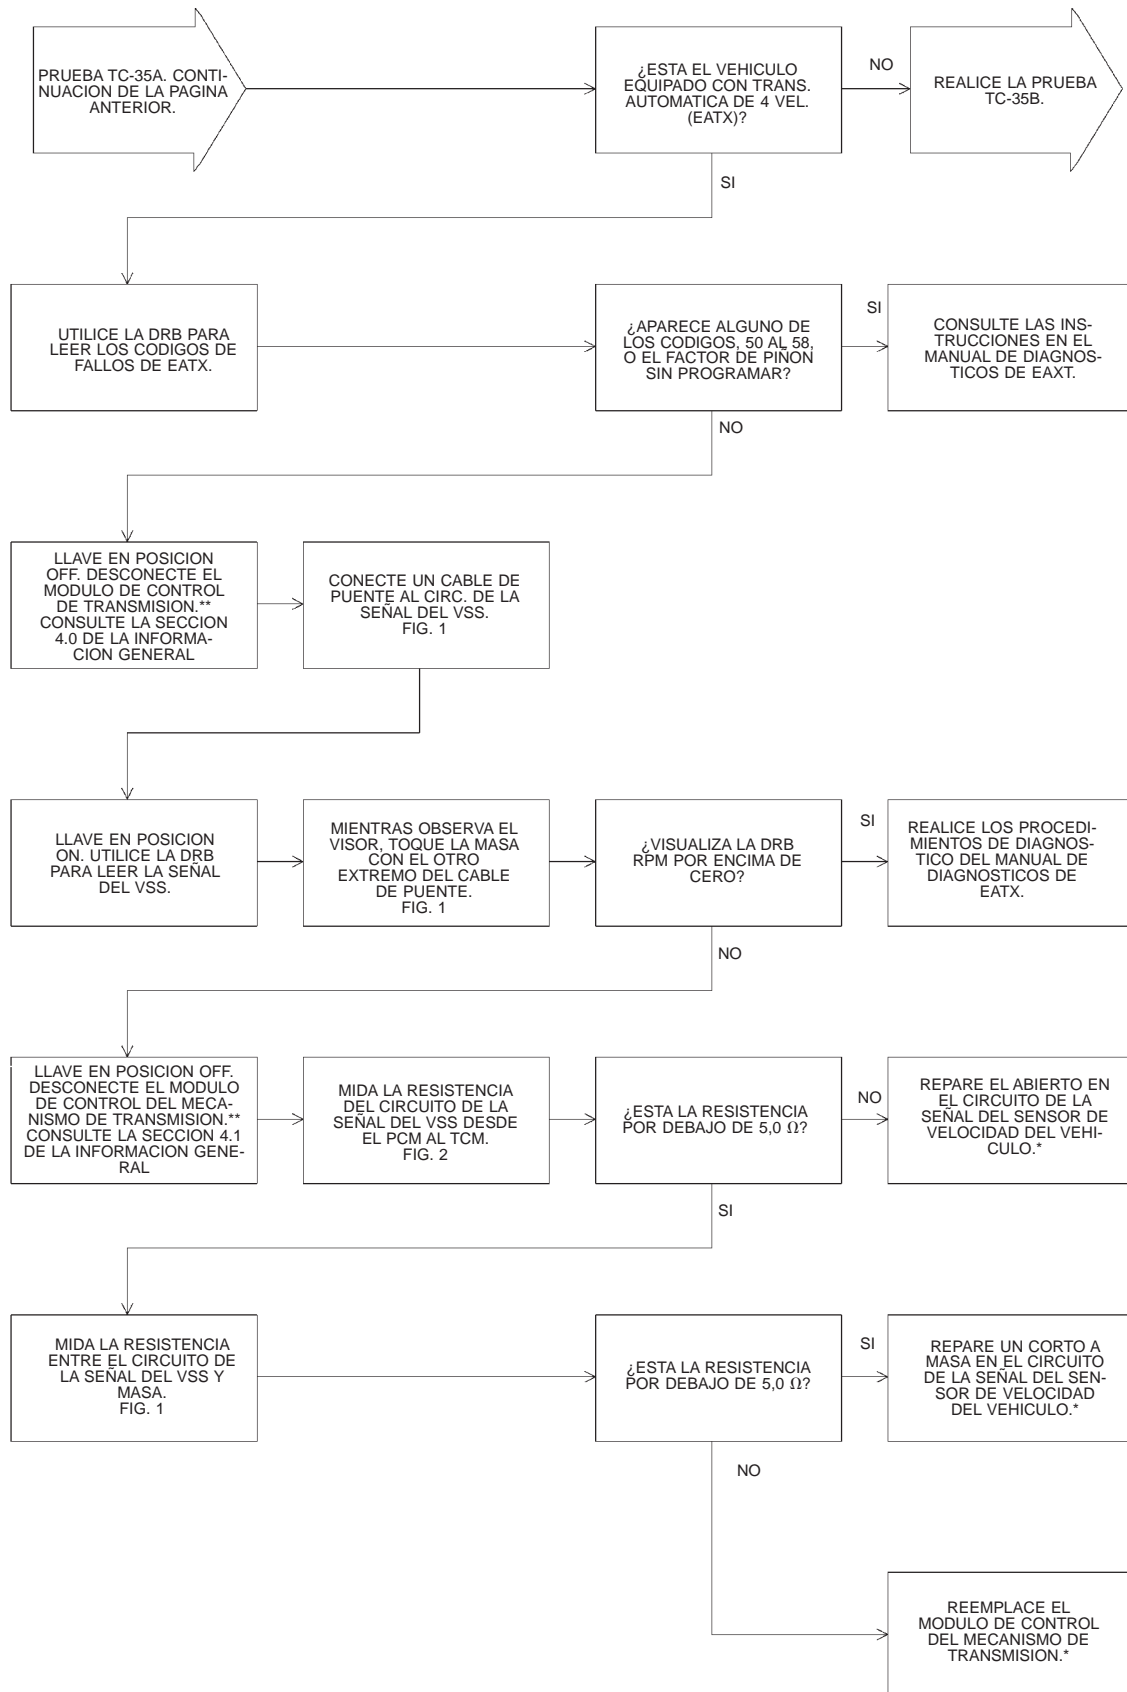 PRUEBA TC-35A. CONTI-
NUACION DE LA PAGINA
ANTERIOR.
¿ESTA EL VEHICULO
EQUIPADO CON TRANS.
AUTOMATICA DE 4 VEL.
(EATX)?
NO
REALICE LA PRUEBA
TC-35B.
SI
UTILICE LA DRB PARA
LEER LOS CODIGOS DE
FALLOS DE EATX.
¿APARECE ALGUNO DE
LOS CODIGOS, 50 AL 58,
O EL FACTOR DE PIÑON
SIN PROGRAMAR?
SI
CONSULTE LAS INS-
TRUCCIONES EN EL
MANUAL DE DIAGNOS-
TICOS DE EAXT.
NO
LLAVE EN POSICION
OFF. DESCONECTE EL
MODULO DE CONTROL
DE TRANSMISION.**
CONSULTE LA SECCION
4.0 DE LA INFORMA-
CION GENERAL
CONECTE UN CABLE DE
PUENTE AL CIRC. DE LA
SEÑAL DEL VSS.
FIG. 1
LLAVE EN POSICION
ON. UTILICE LA DRB
PARA LEER LA SEÑAL
DEL VSS.
MIENTRAS OBSERVA EL
VISOR, TOQUE LA MASA
CON EL OTRO
EXTREMO DEL CABLE
DE PUENTE.
FIG. 1
¿VISUALIZA LA DRB
RPM POR ENCIMA DE
CERO?
SI
REALICE LOS PROCEDI-
MIENTOS DE DIAGNOS-
TICO DEL MANUAL DE
DIAGNOSTICOS DE
EATX.
NO
LLAVE EN POSICION OFF.
DESCONECTE EL MODULO
DE CONTROL DEL MECA-
NISMO DE TRANSMISION.**
CONSULTE LA SECCION 4.1
DE LA INFORMACION GENE-
RAL
MIDA LA RESISTENCIA
DEL CIRCUITO DE LA
SEÑAL DEL VSS DESDE
EL PCM AL TCM.
FIG. 2
¿ESTA LA RESISTENCIA
POR DEBAJO DE 5,0 Ω?
NO
REPARE EL ABIERTO EN
EL CIRCUITO DE LA
SEÑAL DEL SENSOR DE
VELOCIDAD DEL VEHI-
CULO.*
SI
MIDA LA RESISTENCIA
ENTRE EL CIRCUITO DE
LA SEÑAL DEL VSS Y
MASA.
FIG. 1
¿ESTA LA RESISTENCIA
POR DEBAJO DE 5,0 Ω?
SI
REPARE UN CORTO A
MASA EN EL CIRCUITO
DE LA SEÑAL DEL SEN-
SOR DE VELOCIDAD
DEL VEHICULO.*
NO
REEMPLACE EL
MODULO DE CONTROL
DEL MECANISMO DE
TRANSMISION.*